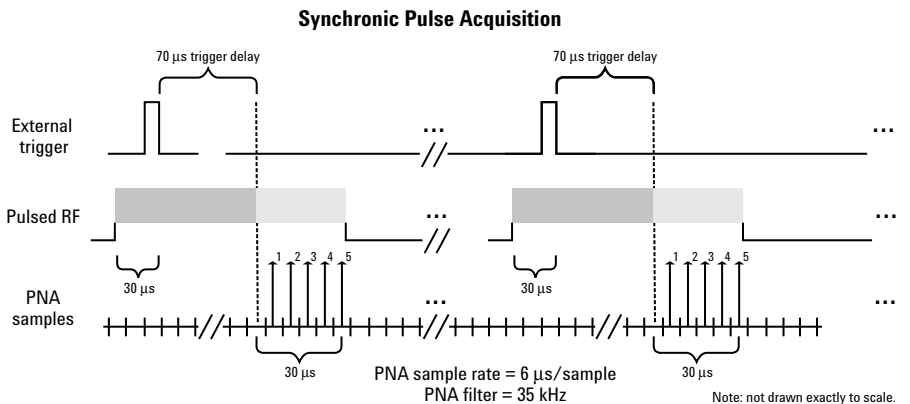 Synchronic Pulse Acquisition
70 μs trigger delay
70 μs trigger delay
External
trigger
...
...
Pulsed RF
...
...
30 μs
30 μs
1 2 3 4 5
1 2 3 4 5
PNA
samples
...
...
30 μs
30 μs
PNA sample rate = 6 μs/sample
PNA filter = 35 kHz
Note: not drawn exactly to scale.